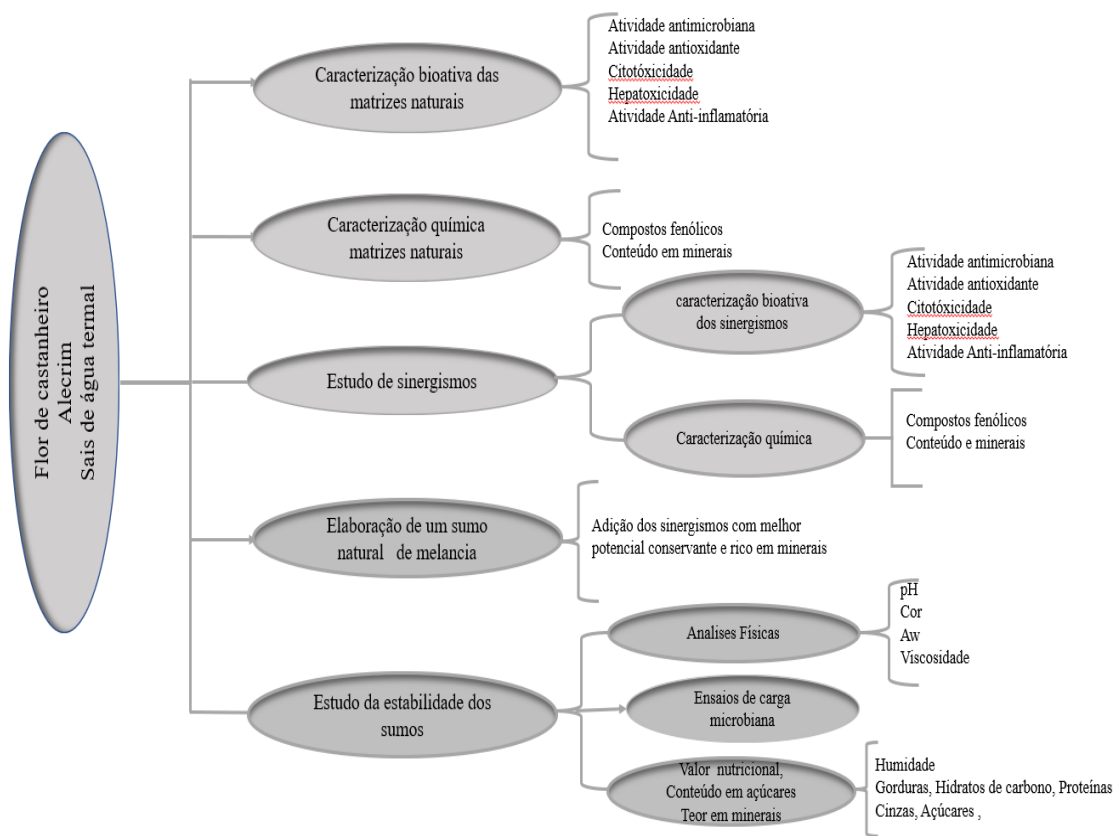 Flor de castanheiro
Alecrim
Sais de água termal
Caracterização bioativa das
matrizes naturais
Atividade antimicrobiana
Atividade antioxidante
Citotóxicidade
Hepatoxicidade
Atividade Anti-inflamatória
Caracterização química
matrizes naturais
Compostos fenólicos
Conteúdo em minerais
Estudo de sinergismos
caracterização bioativa
dos sinergismos
Atividade antimicrobiana
Atividade antioxidante
Citotóxicidade
Hepatoxicidade
Atividade Anti-inflamatória
Caracterização química
Compostos fenólicos
Conteúdo e minerais
Elaboração de um sumo
natural de melancia
Adição dos sinergismos com melhor
potencial conservante e rico em minerais
Estudo da estabilidade dos
sumos
Analises Físicas
pH
Cor
Aw
Viscosidade
Ensaios de carga
microbiana
Valor nutricional,
Conteúdo em açúcares
Teor em minerais
Humidade
Gorduras, Hidratos de carbono, Proteínas
Cinzas, Açúcares ,